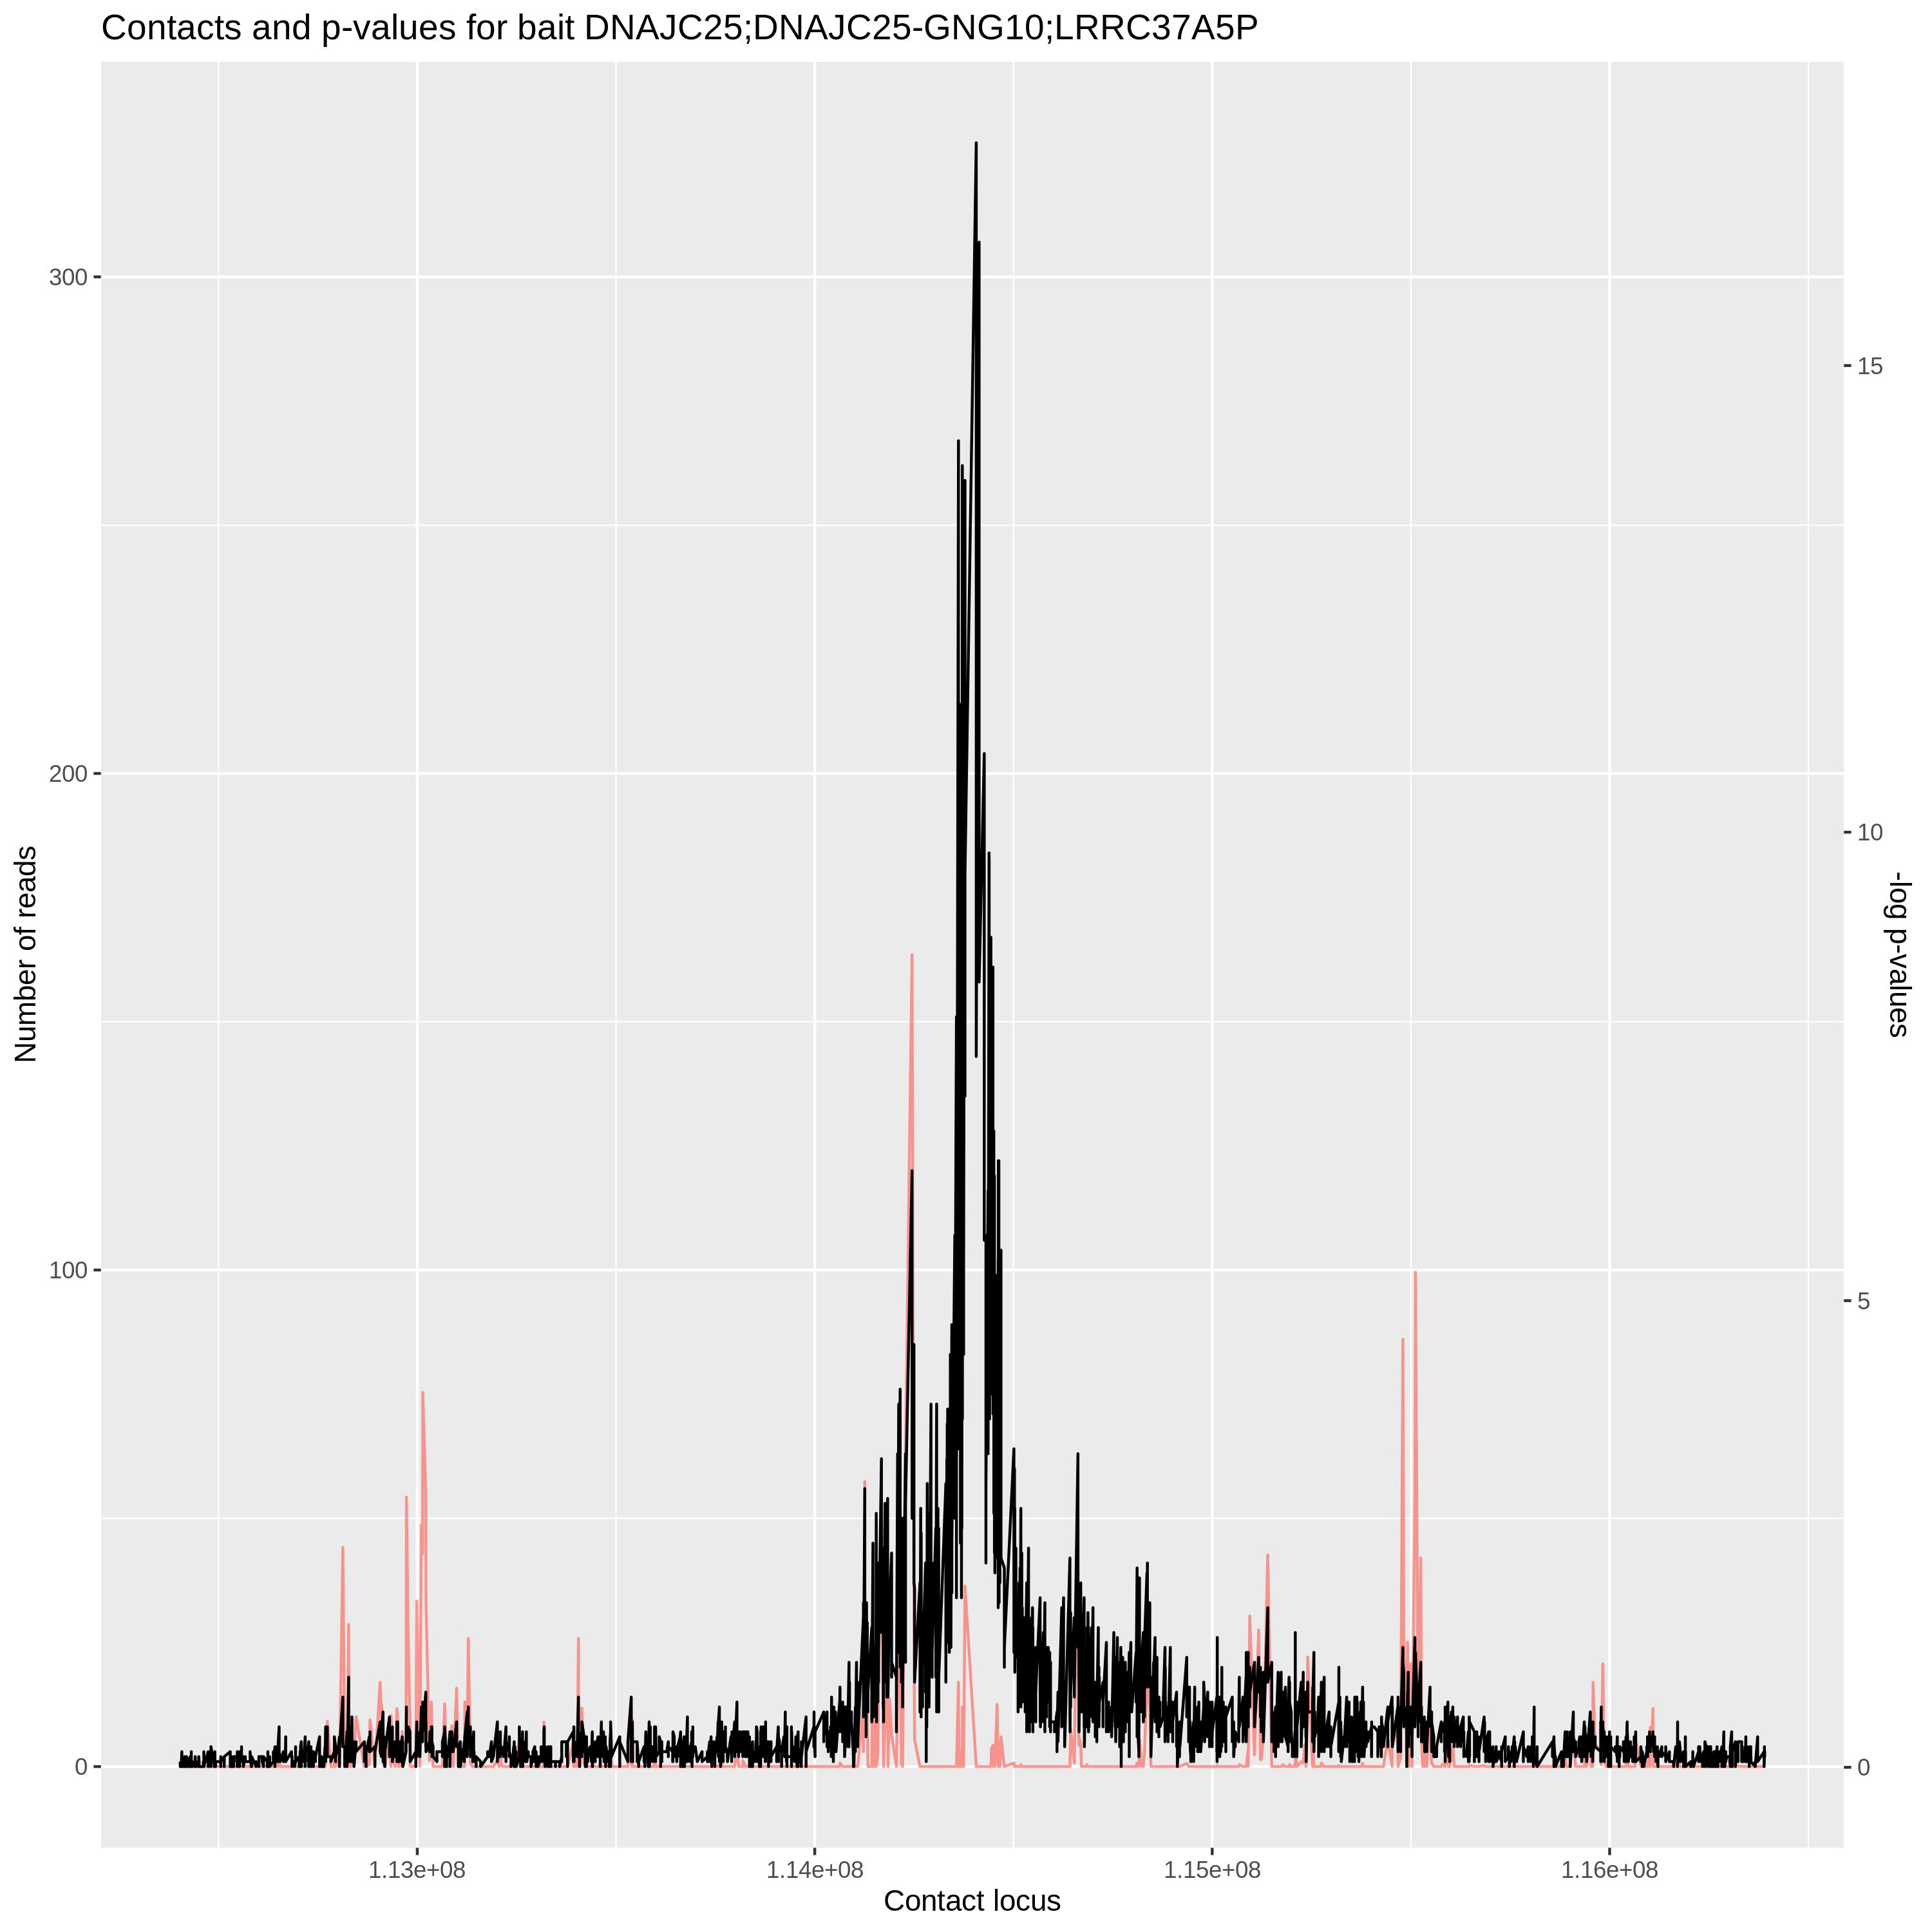 Contacts and p-values for bait DNAJC25;DNAJC25-GNG10;LRRC37A5P
300
200
100
0
Number of reads
15
10
5
0
-log p-values
1.13e+08 1.14e+08 1.15e+08 1.16e+08
Contact locus